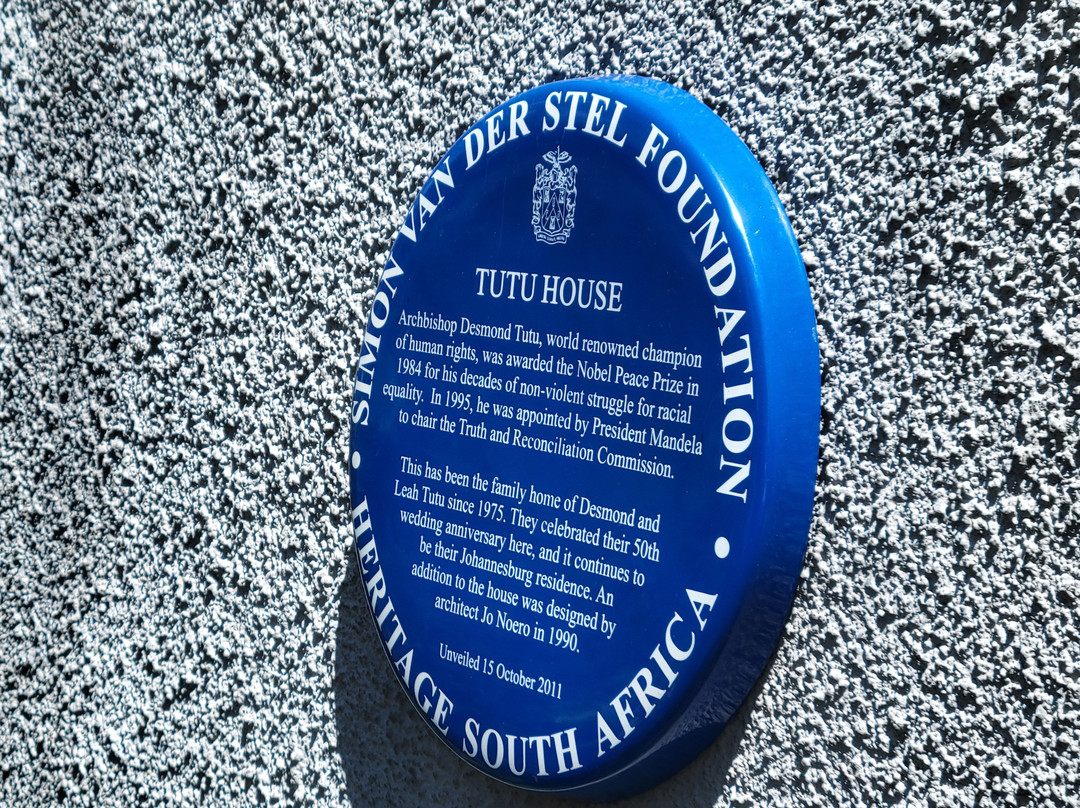 SIMON VAN DER STEL FOUNDATION
TUTU HOUSE
Archbishop Desmond Tutu, world renowned champion
of human rights, was awarded the Nobel Peace Prize in
1984 for his decades of non-violent struggle for racial
equality. In 1995, he was appointed by President Mandela
to chair the Truth and Reconciliation Commission.
This has been the family home of Desmond and
Leah Tutu since 1975. They celebrated their 50th
wedding anniversary here, and it continues to
be their Johannesburg residence. An
addition to the house was designed by
architect Jo Noero in 1990.
Unveiled 15 October 2011
• HERITAGE SOUTH AFRICA •